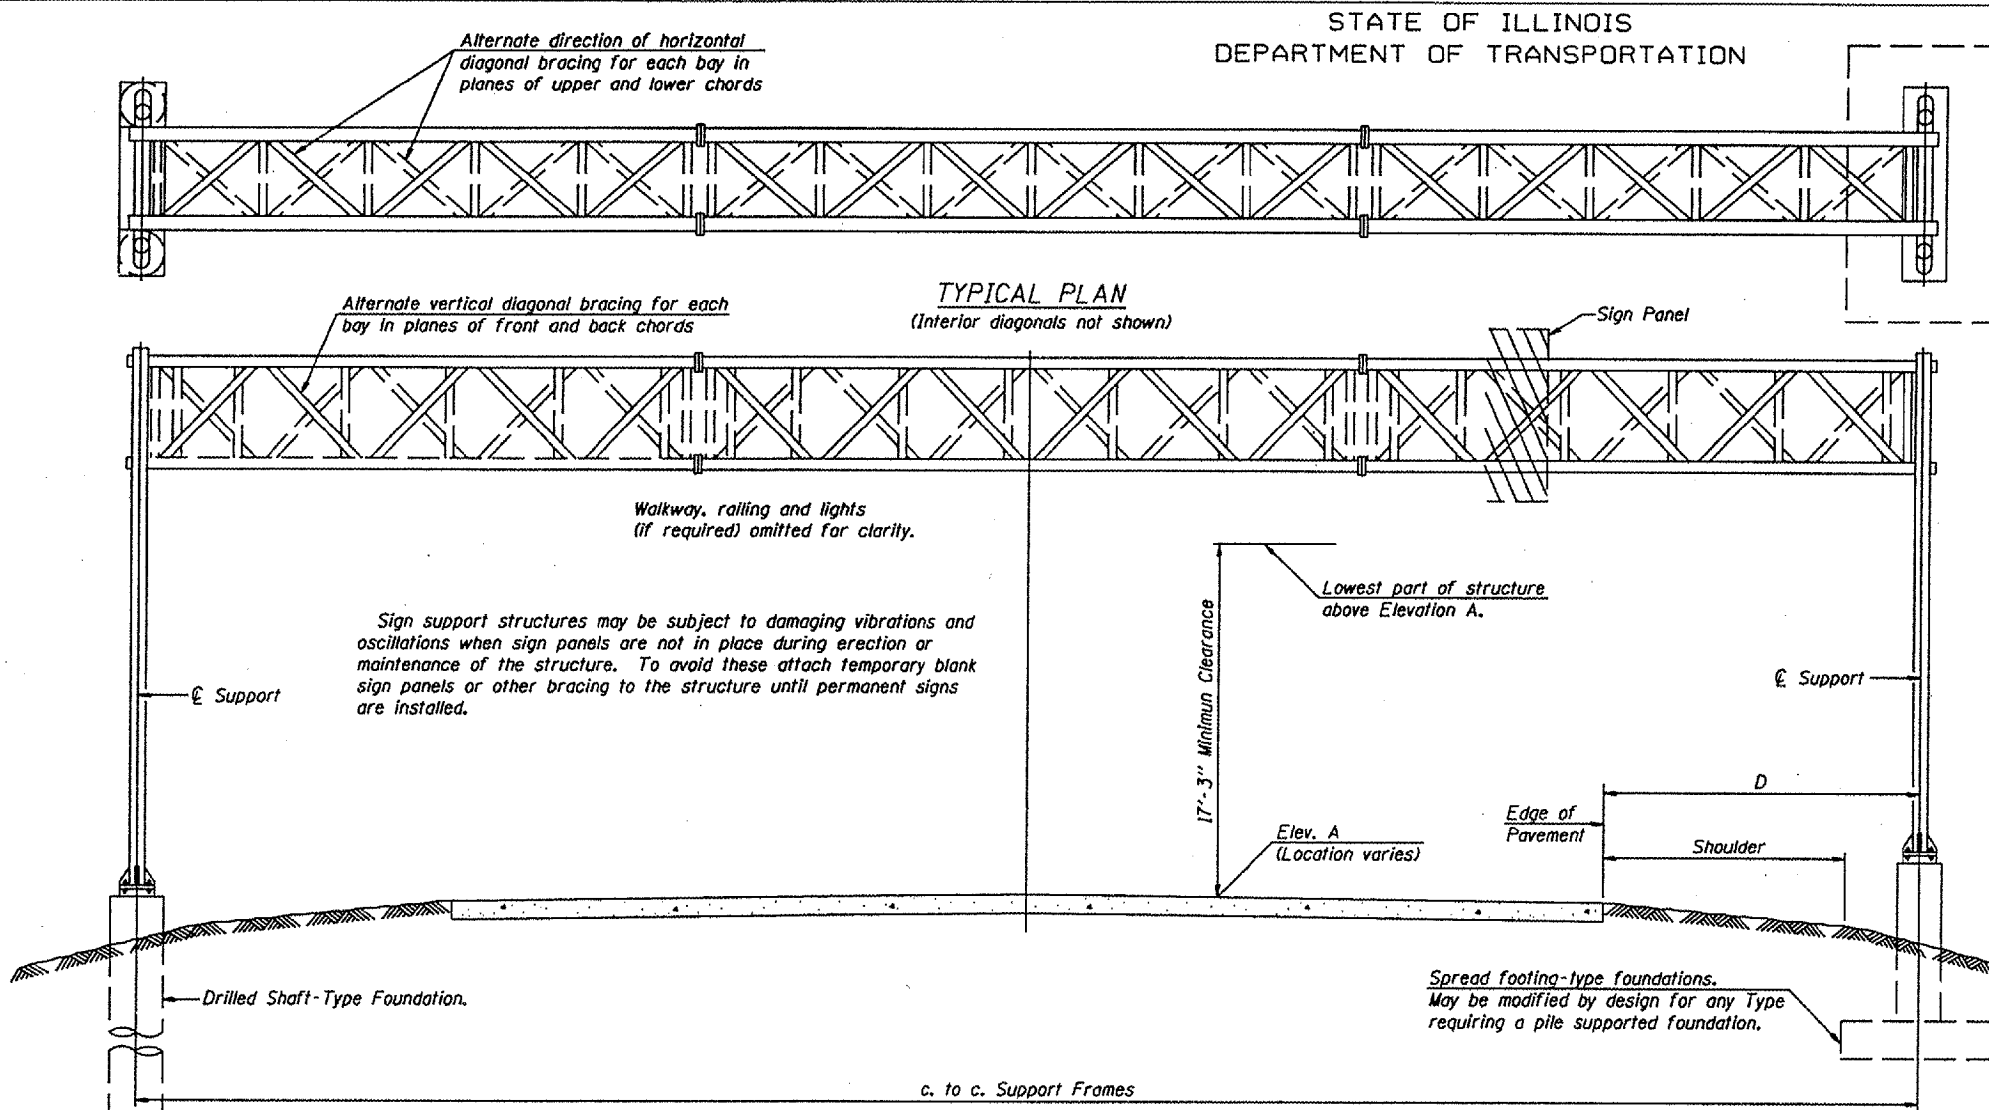 STATE OF ILLINOIS
DEPARTMENT OF TRANSPORTATION
Alternate direction of horizontal
diagonal bracing for each bay in
planes of upper and lower chords
TYPICAL PLAN
(Interior diagonals not shown)
Alternate vertical diagonal bracing for each
bay in planes of front and back chords
Sign Panel
Walkway, railing and lights
(if required) omitted for clarity.
Lowest part of structure
above Elevation A.
Sign support structures may be subject to damaging vibrations and
oscillations when sign panels are not in place during erection or
maintenance of the structure. To avoid these attach temporary blank
sign panels or other bracing to the structure until permanent signs
are installed.
℄ Support
℄ Support
17'-3" Minimun Clearance
D
Edge of
Pavement
Shoulder
Elev. A
(Location varies)
Drilled Shaft-Type Foundation.
Spread footing-type foundations.
May be modified by design for any Type
requiring a pile supported foundation.
c. to c. Support Frames